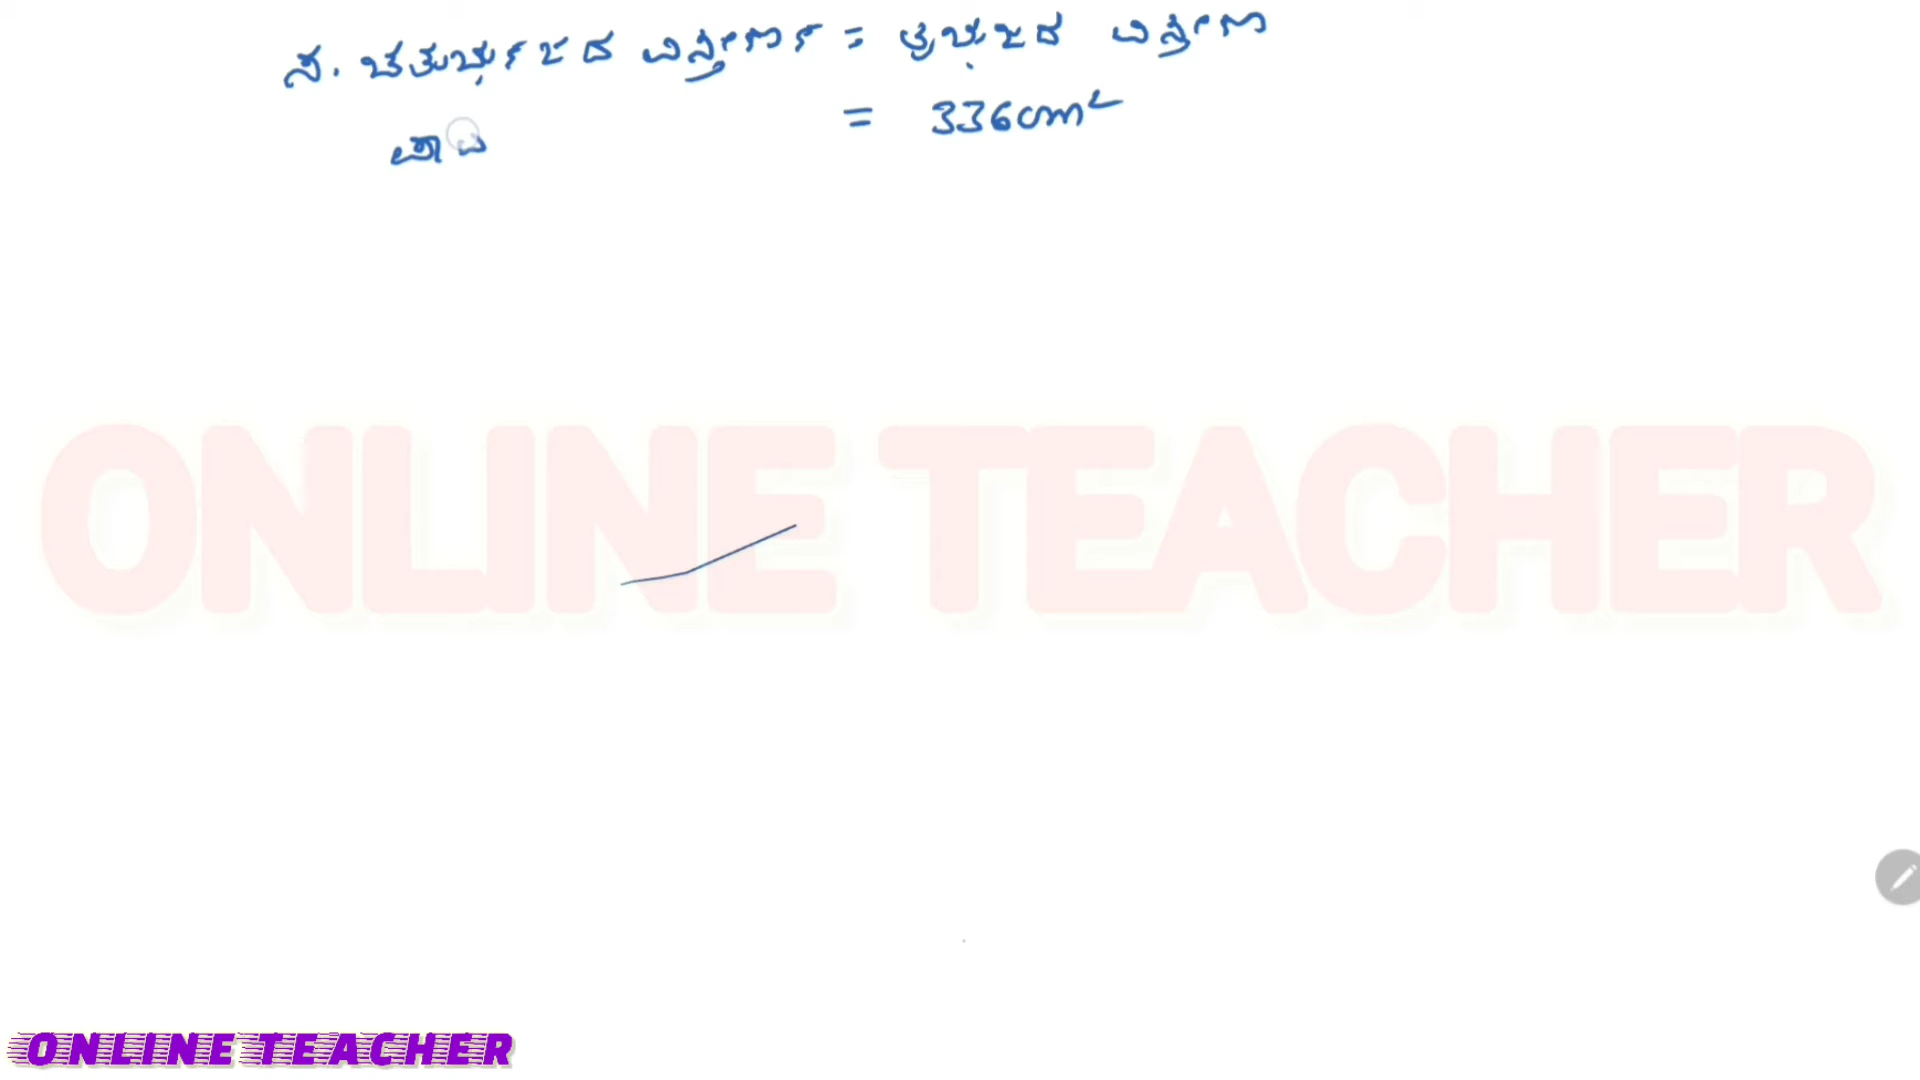 ಸ. ಚತುರ್ಭುಜದ ವಿಸ್ತೀರ್ಣ = ತ್ರಿಭುಜದ ವಿಸ್ತೀರ್ಣ
= 336cm²
ಪಾದ
ONLINE TEACHER
ONLINE TEACHER